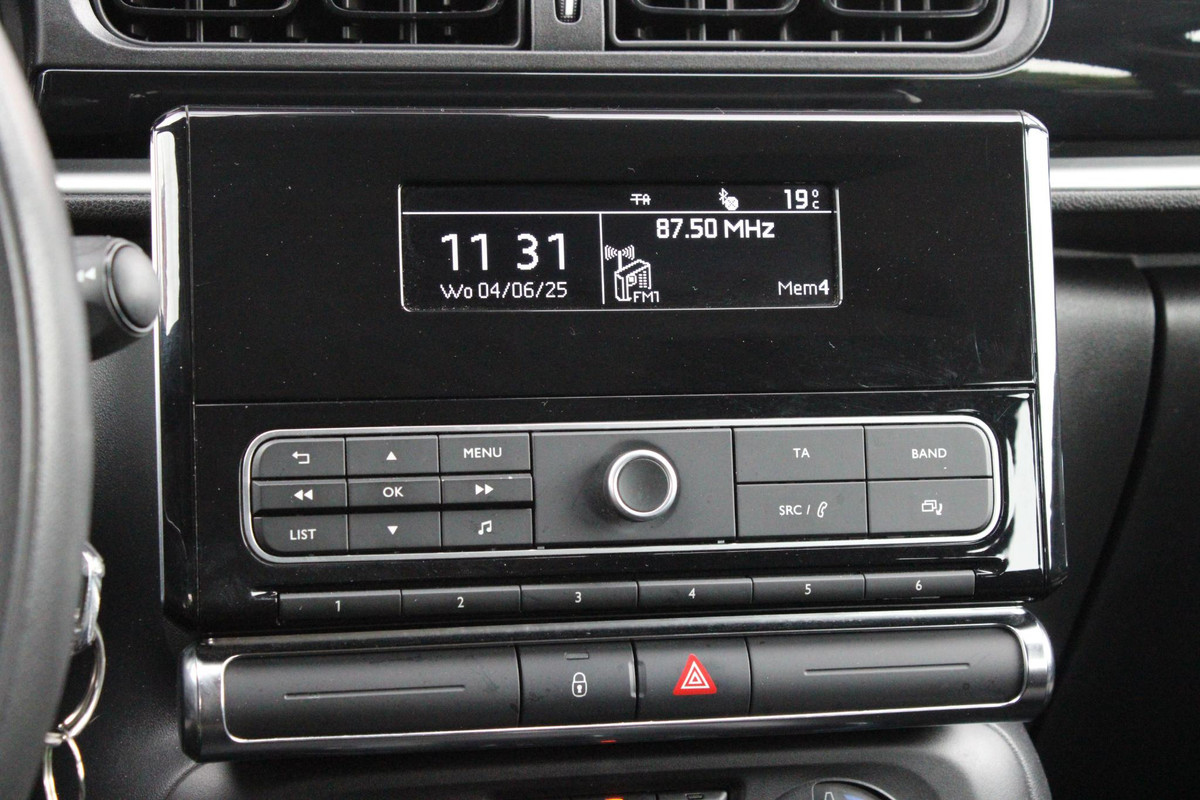 TA 19°C
11 31
Wo 04/06/25
87.50 MHz
FM1
Mem4
MENU
OK
LIST
TA
BAND
SRC /
1 2 3 4 5 6